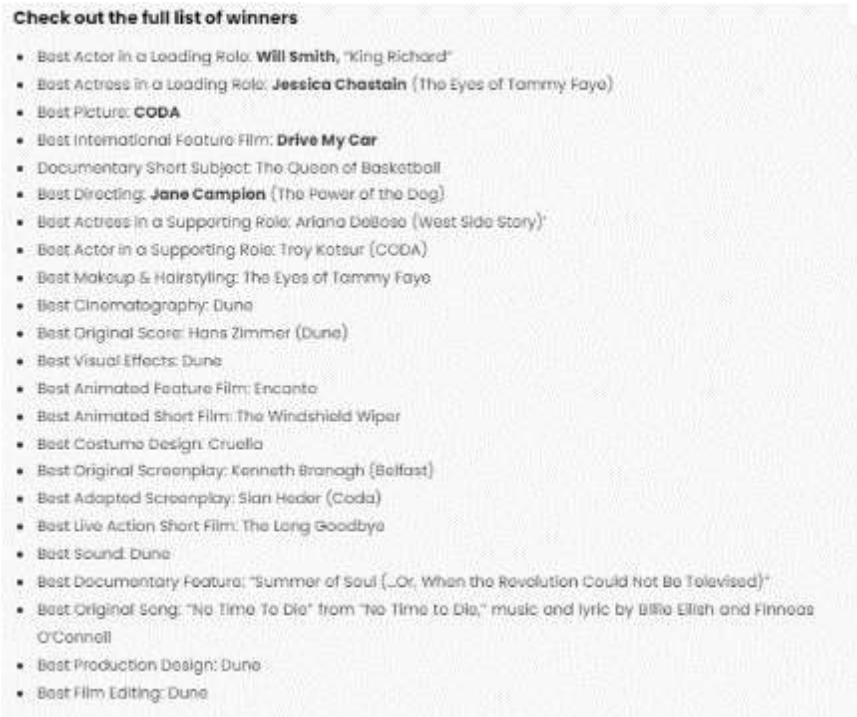 Check out the full list of winners
• Best Actor in a Leading Role: Will Smith, "King Richard"
• Best Actress in a Leading Role: Jessica Chastain (The Eyes of Tammy Faye)
• Best Picture: CODA
• Best International Feature Film: Drive My Car
• Documentary Short Subject: The Queen of Basketball
• Best Directing: Jane Campion (The Power of the Dog)
• Best Actress in a Supporting Role: Ariana DeBose (West Side Story)'
• Best Actor in a Supporting Role: Troy Kotsur (CODA)
• Best Makeup & Hairstyling: The Eyes of Tammy Faye
• Best Cinematography: Dune
• Best Original Score: Hans Zimmer (Dune)
• Best Visual Effects: Dune
• Best Animated Feature Film: Encanto
• Best Animated Short Film: The Windshield Wiper
• Best Costume Design: Cruella
• Best Original Screenplay: Kenneth Branagh (Belfast)
• Best Adapted Screenplay: Sian Heder (Coda)
• Best Live Action Short Film: The Long Goodbye
• Best Sound: Dune
• Best Documentary Feature: "Summer of Soul (...Or, When the Revolution Could Not Be Televised)"
• Best Original Song: "No Time To Die" from "No Time to Die," music and lyric by Billie Eilish and Finneas
O'Connell
• Best Production Design: Dune
• Best Film Editing: Dune